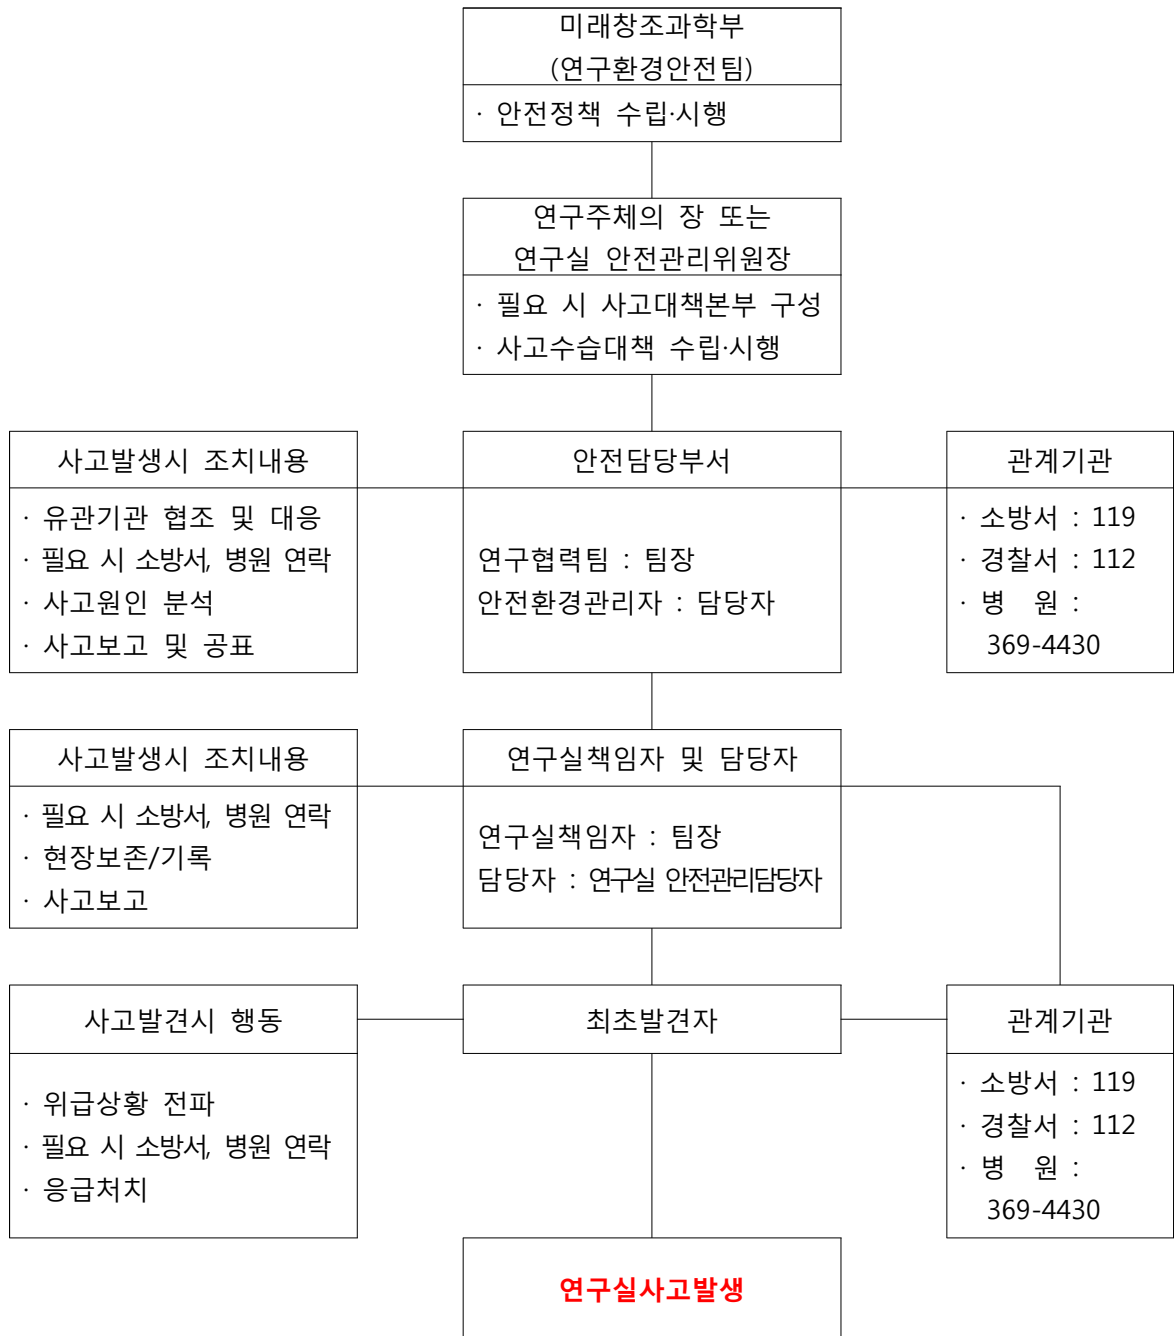 미래창조과학부
(연구환경안전팀)
· 안전정책 수립·시행
연구주체의 장 또는
연구실 안전관리위원장
· 필요 시 사고대책본부 구성
· 사고수습대책 수립·시행
사고발생시 조치내용
· 유관기관 협조 및 대응
· 필요 시 소방서, 병원 연락
· 사고원인 분석
· 사고보고 및 공표
안전담당부서
연구협력팀 : 팀장
안전환경관리자 : 담당자
관계기관
· 소방서 : 119
· 경찰서 : 112
· 병 원 :
369-4430
사고발생시 조치내용
· 필요 시 소방서, 병원 연락
· 현장보존/기록
· 사고보고
연구실책임자 및 담당자
연구실책임자 : 팀장
담당자 : 연구실 안전관리담당자
사고발견시 행동
· 위급상황 전파
· 필요 시 소방서, 병원 연락
· 응급처치
최초발견자
관계기관
· 소방서 : 119
· 경찰서 : 112
· 병 원 :
369-4430
연구실사고발생